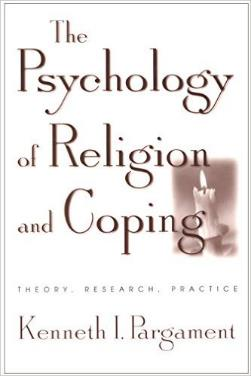 The
Psychology
of Religion
and Coping
THEORY, RESEARCH, PRACTICE
Kenneth I. Pargament